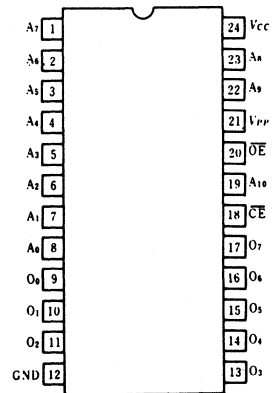 A7 1 24 VCC
A6 2 23 A8
A5 3 22 A9
A4 4 21 VPP
A3 5 20 O̅E̅
A2 6 19 A10
A1 7 18 C̅E̅
A0 8 17 O7
O0 9 16 O6
O1 10 15 O5
O2 11 14 O4
GND 12 13 O3